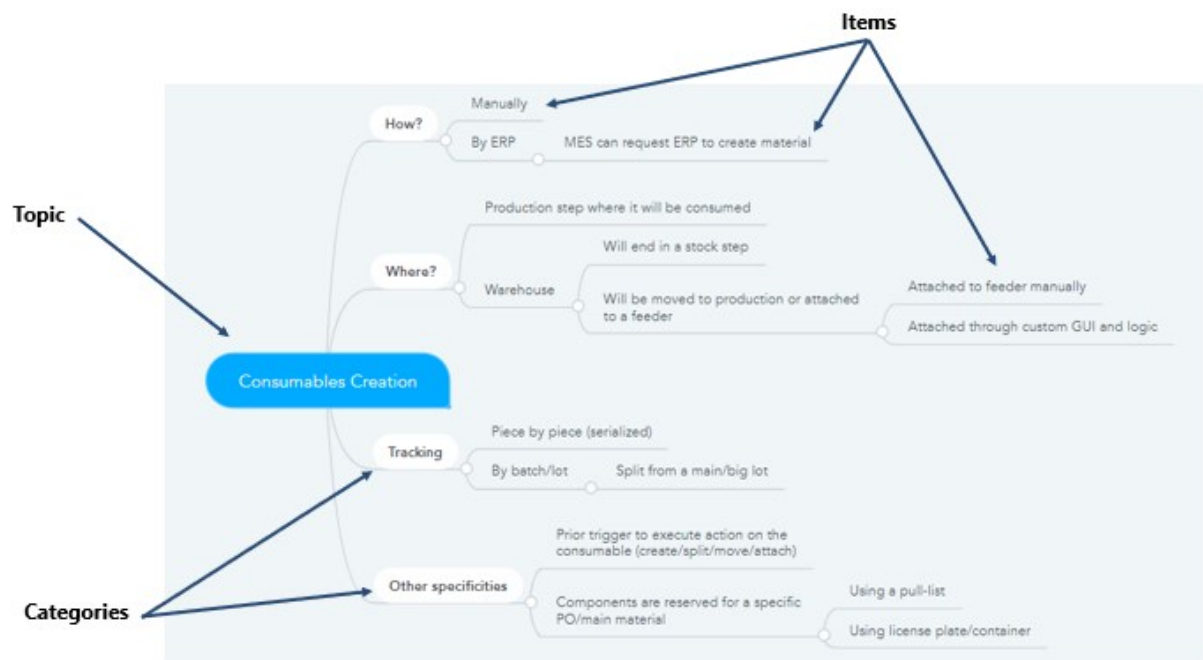 Items
Manually
How?
By ERP
MES can request ERP to create material
Topic
Production step where it will be consumed
Will end in a stock step
Where?
Warehouse
Will be moved to production or attached
to a feeder
Attached to feeder manually
Attached through custom GUI and logic
Consumables Creation
Piece by piece (serialized)
Tracking
By batch/lot
Split from a main/big lot
Prior trigger to execute action on the
consumable (create/split/move/attach)
Other specificities
Components are reserved for a specific
PO/main material
Using a pull-list
Using license plate/container
Categories